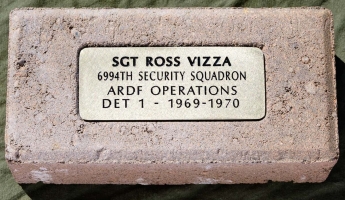 SGT ROSS VIZZA
6994TH SECURITY SQUADRON
ARDF OPERATIONS
DET 1 - 1969-1970